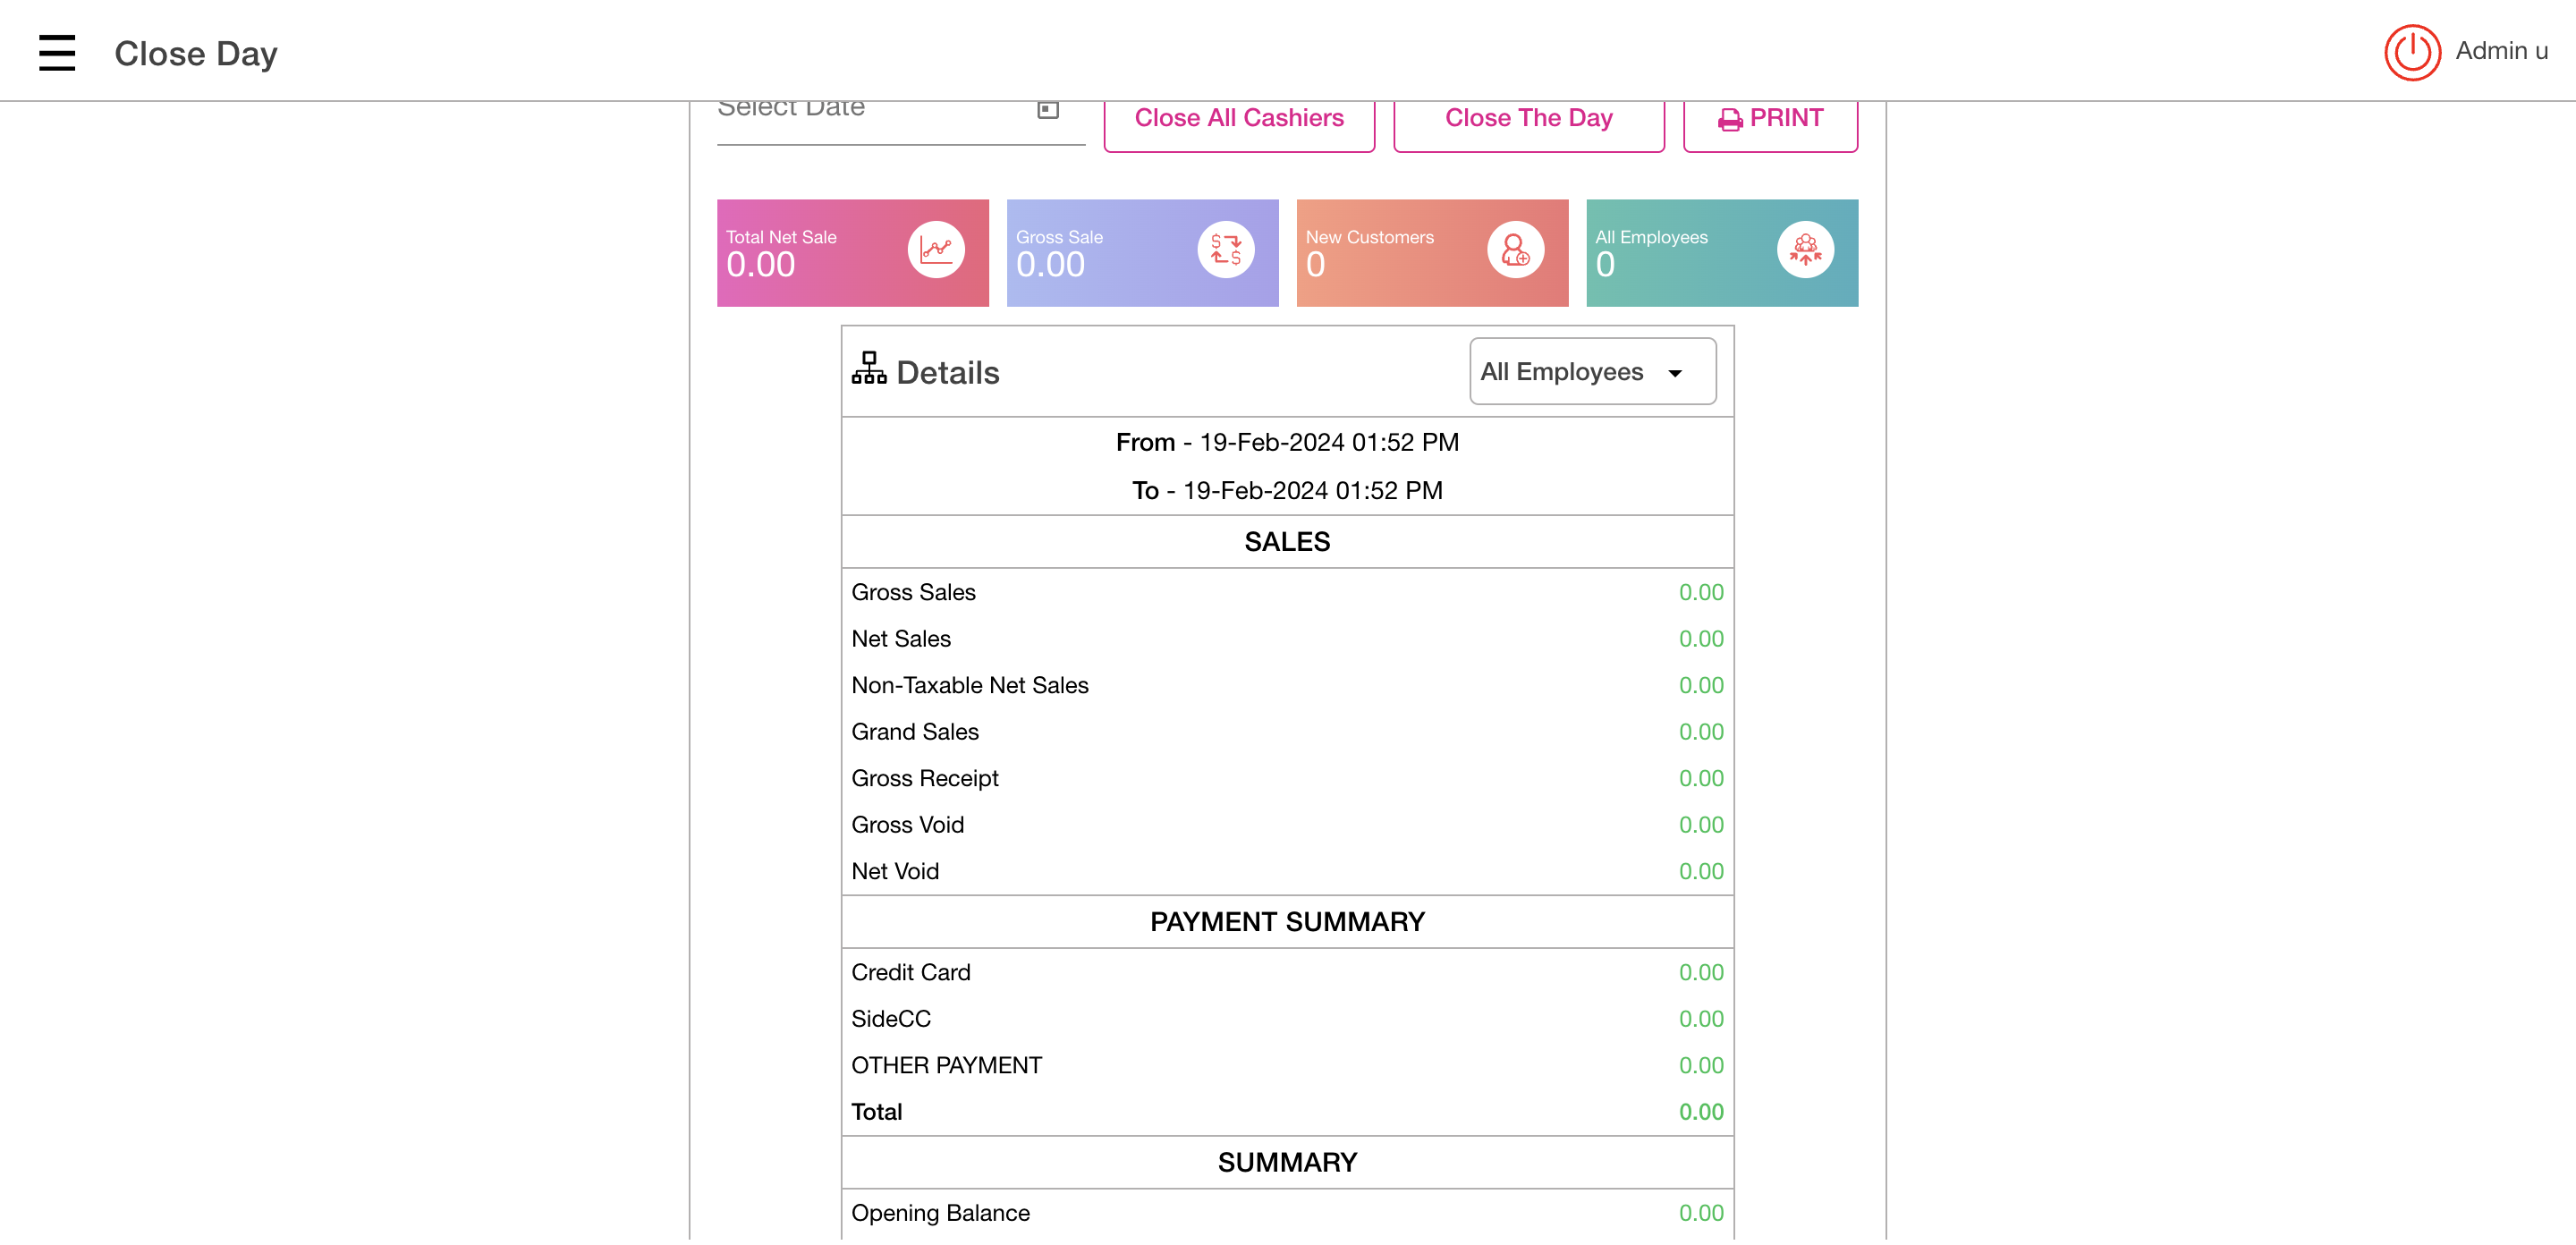 Close Day
Admin u
Select Date
Close All Cashiers
Close The Day
PRINT
Total Net Sale
0.00
Gross Sale
0.00
New Customers
0
All Employees
0
Details
All Employees
From - 19-Feb-2024 01:52 PM
To - 19-Feb-2024 01:52 PM
SALES
Gross Sales 0.00
Net Sales 0.00
Non-Taxable Net Sales 0.00
Grand Sales 0.00
Gross Receipt 0.00
Gross Void 0.00
Net Void 0.00
PAYMENT SUMMARY
Credit Card 0.00
SideCC 0.00
OTHER PAYMENT 0.00
Total 0.00
SUMMARY
Opening Balance 0.00